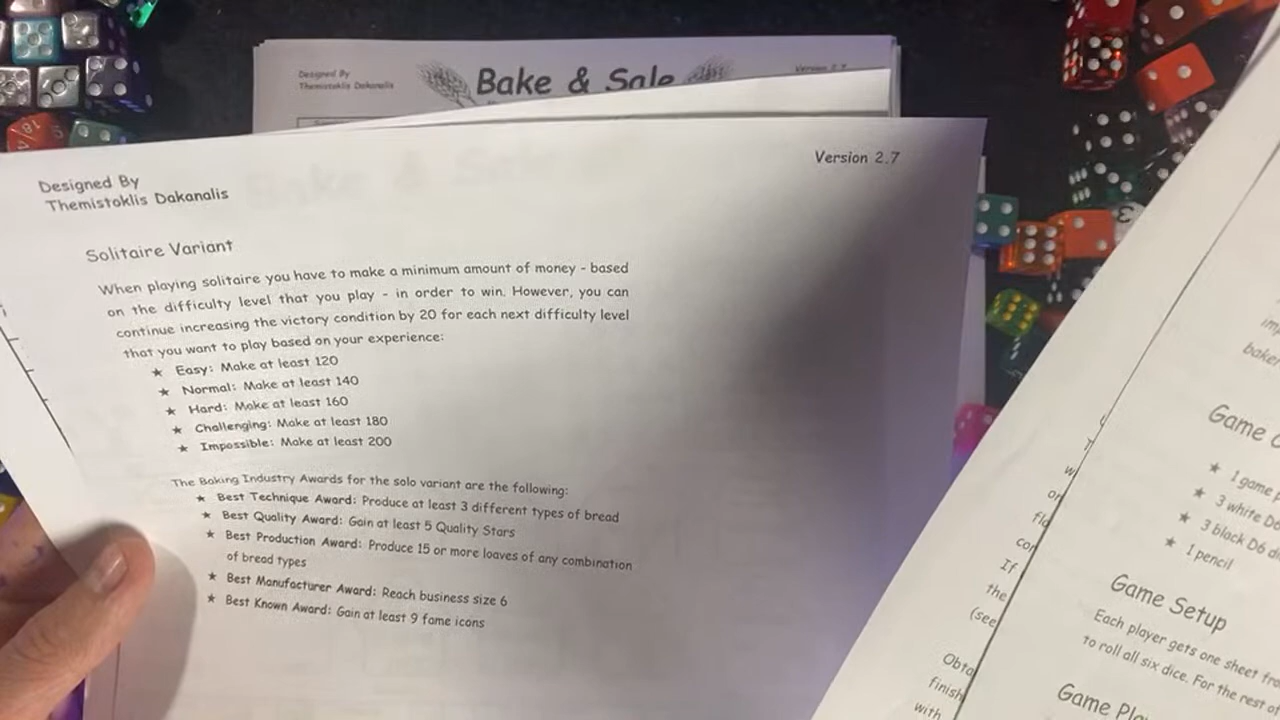 Designed By
Themistoklis Dakanalis
Bake & Sale
Version 2.7
Designed By
Themistoklis Dakanalis
Version 2.7
Solitaire Variant
When playing solitaire you have to make a minimum amount of money - based
on the difficulty level that you play - in order to win. However, you can
continue increasing the victory condition by 20 for each next difficulty level
that you want to play based on your experience:
★ Easy: Make at least 120
★ Normal: Make at least 140
★ Hard: Make at least 160
★ Challenging: Make at least 180
★ Impossible: Make at least 200
The Baking Industry Awards for the solo variant are the following:
★ Best Technique Award: Produce at least 3 different types of bread
★ Best Quality Award: Gain at least 5 Quality Stars
★ Best Production Award: Produce 15 or more loaves of any combination
of bread types
★ Best Manufacturer Award: Reach business size 6
★ Best Known Award: Gain at least 9 fame icons
Game
★ 1 game
★ 3 white
★ 3 black D6
★ 1 pencil
Game Setup
Each player gets one sheet
to roll all six dice. For the rest of
Game
If
the
(see
finish
with